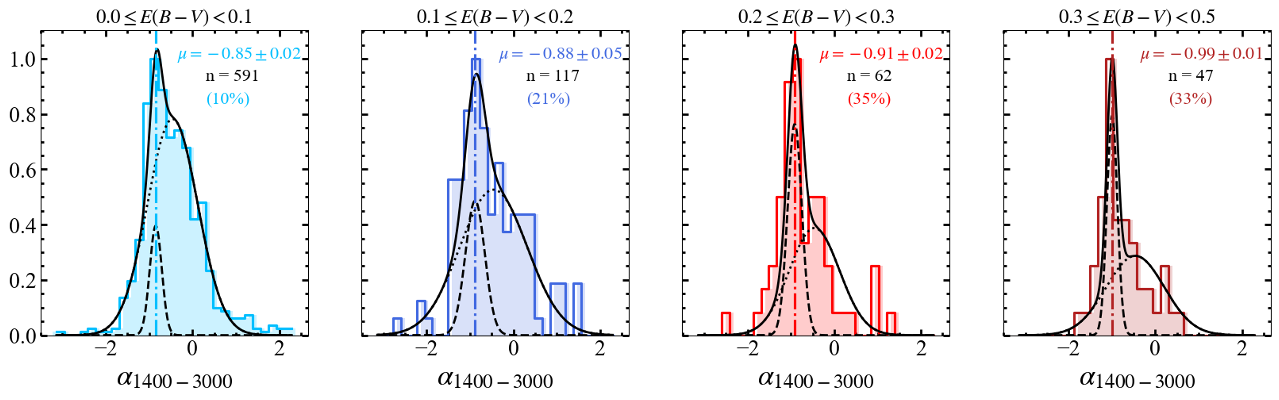 0.0 ≤ E(B − V) < 0.1
μ = −0.85 ± 0.02
n = 591
(10%)
0.0
0.2
0.4
0.6
0.8
1.0
−2
0
2
α1400 − 3000
0.1 ≤ E(B − V) < 0.2
μ = −0.88 ± 0.05
n = 117
(21%)
−2
0
2
α1400 − 3000
0.2 ≤ E(B − V) < 0.3
μ = −0.91 ± 0.02
n = 62
(35%)
−2
0
2
α1400 − 3000
0.3 ≤ E(B − V) < 0.5
μ = −0.99 ± 0.01
n = 47
(33%)
−2
0
2
α1400 − 3000